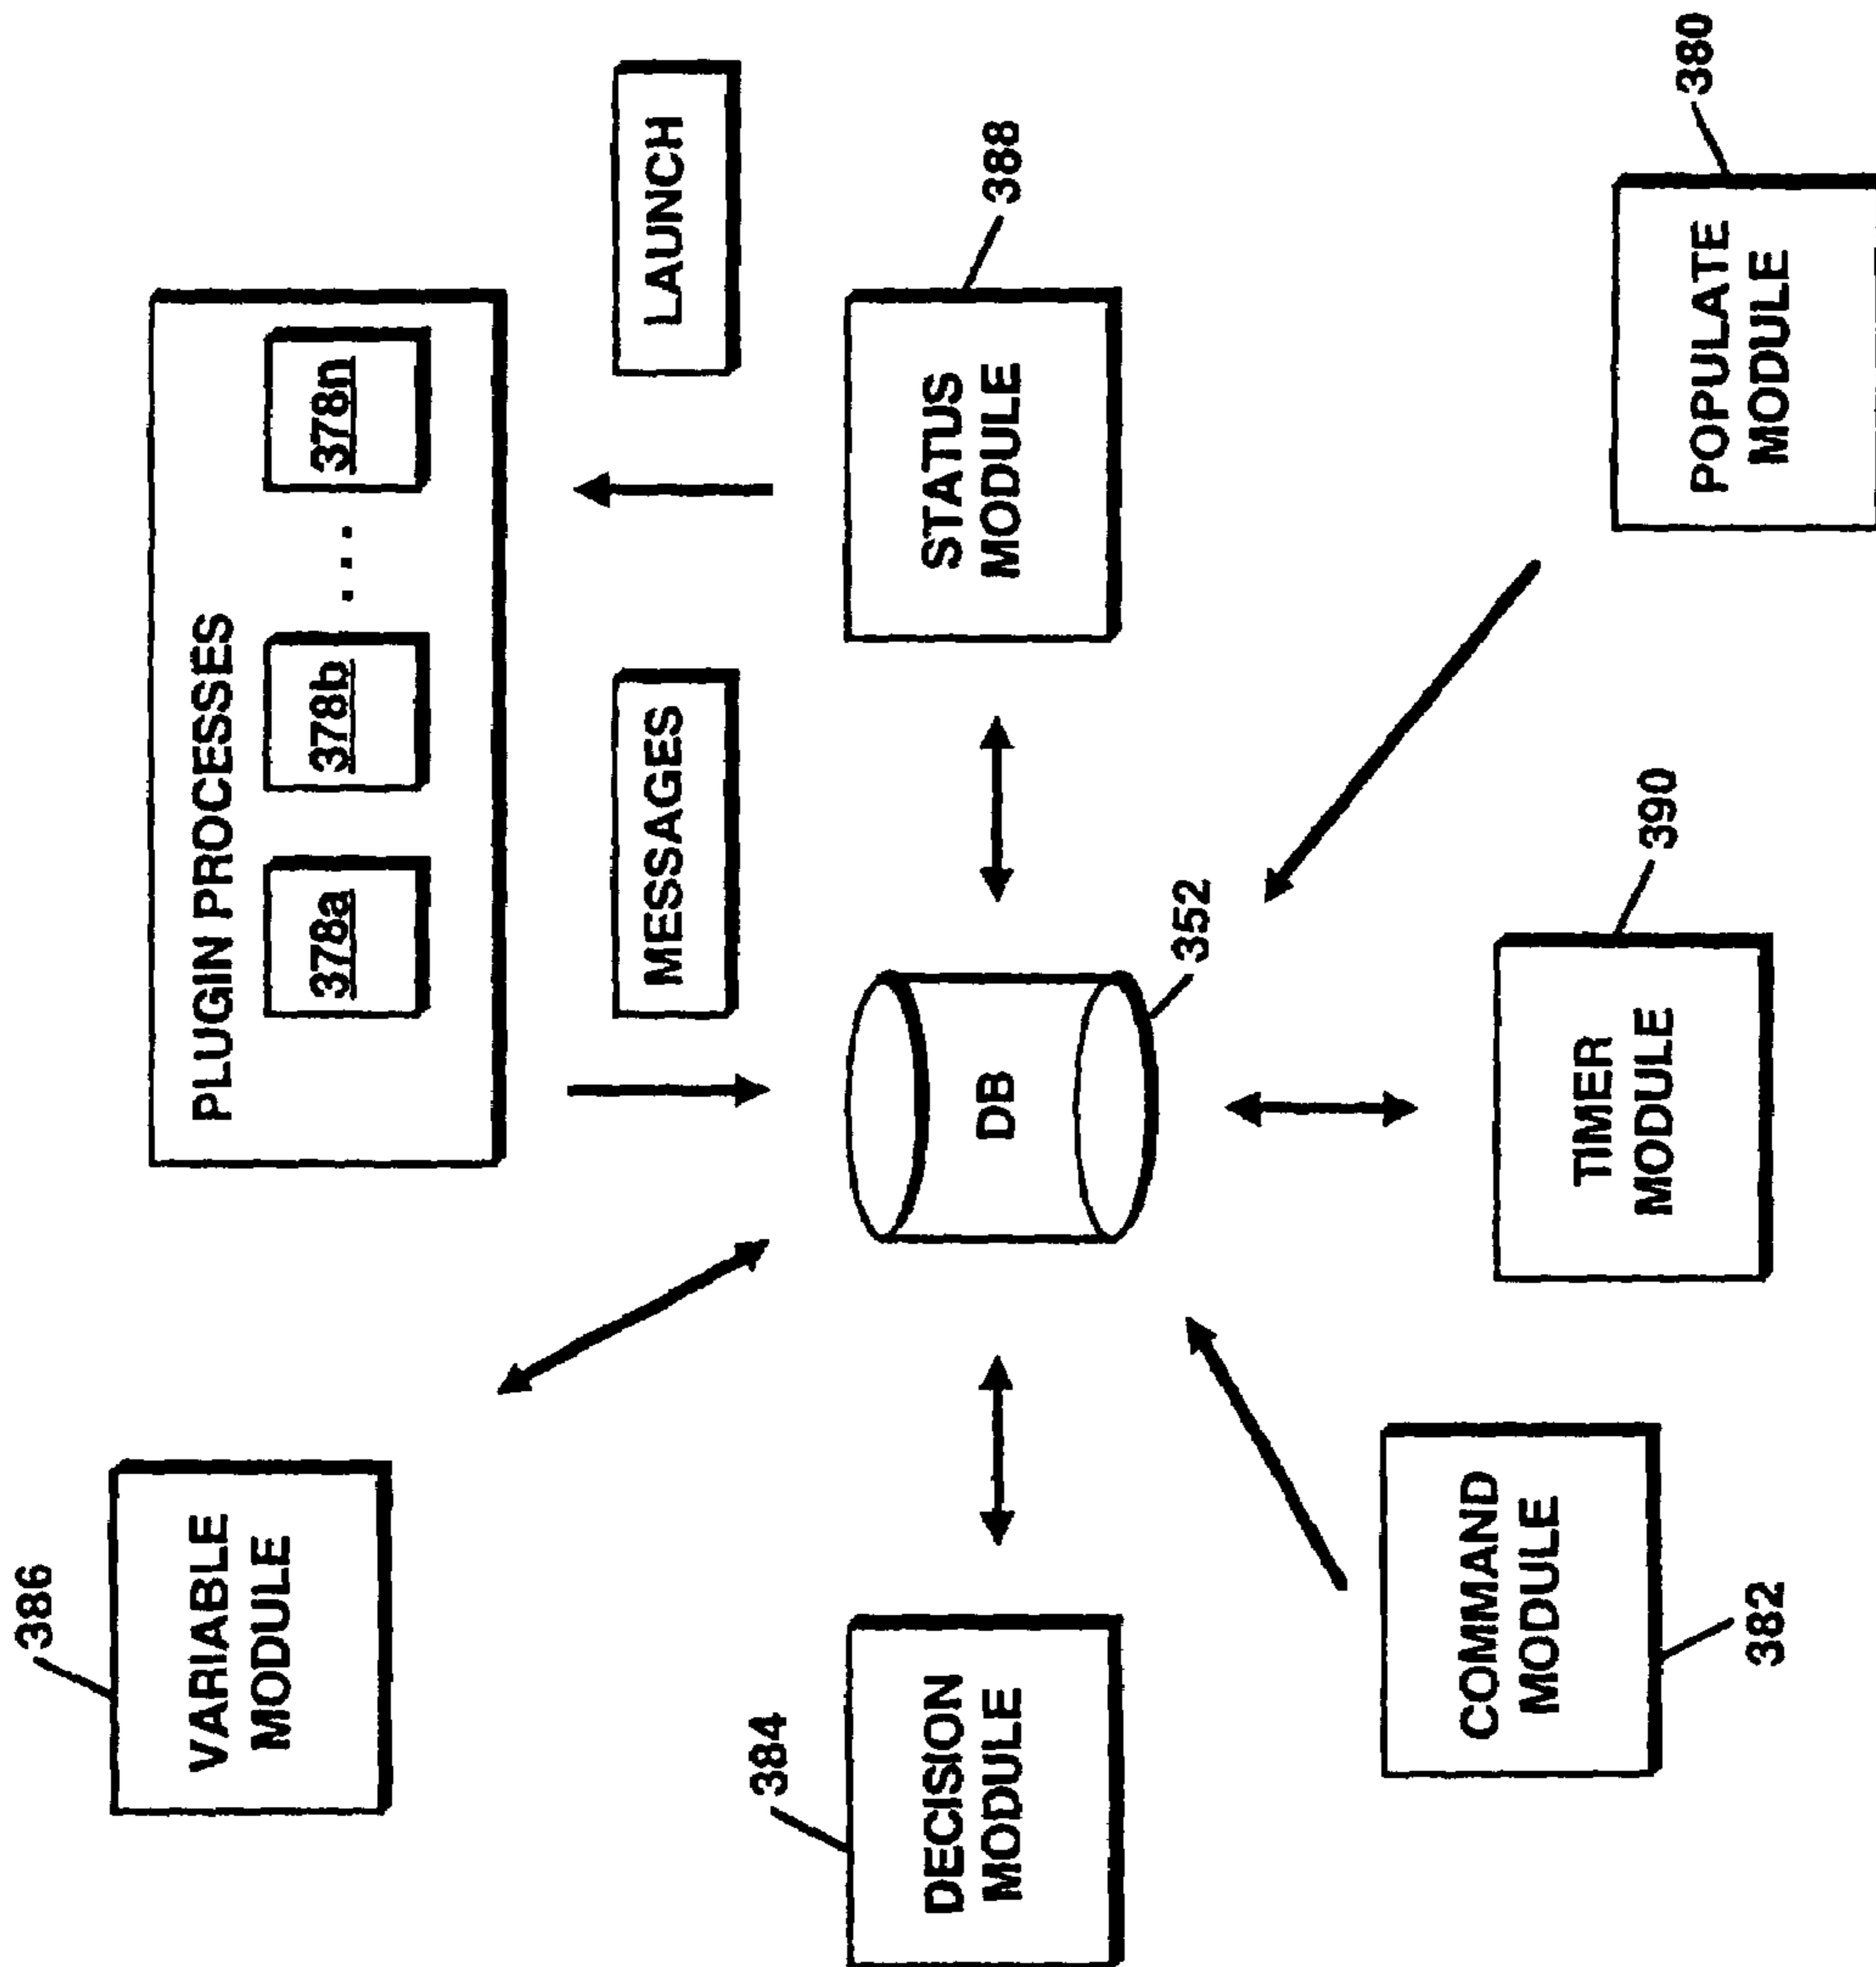 386
VARIABLE
MODULE
PLUGIN PROCESSES
378a 378b ... 378n
MESSAGES
LAUNCH
384
DECISION
MODULE
DB
352
STATUS
MODULE
388
COMMAND
MODULE
382
TIMER
MODULE
390
POPULATE
MODULE
380